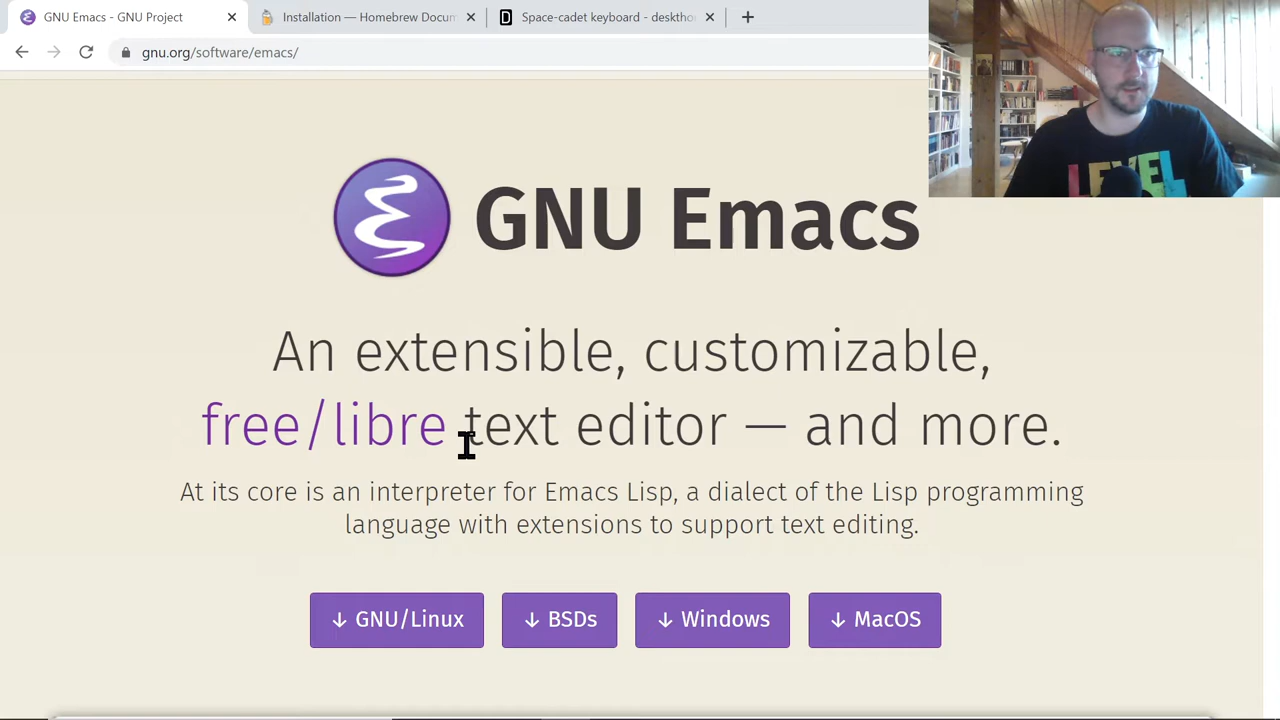 GNU Emacs - GNU Project
Installation — Homebrew Docum
Space-cadet keyboard - desktho
gnu.org/software/emacs/
LEVEL
GNU Emacs
An extensible, customizable,
free/libre text editor — and more.
At its core is an interpreter for Emacs Lisp, a dialect of the Lisp programming
language with extensions to support text editing.
↓ GNU/Linux
↓ BSDs
↓ Windows
↓ MacOS